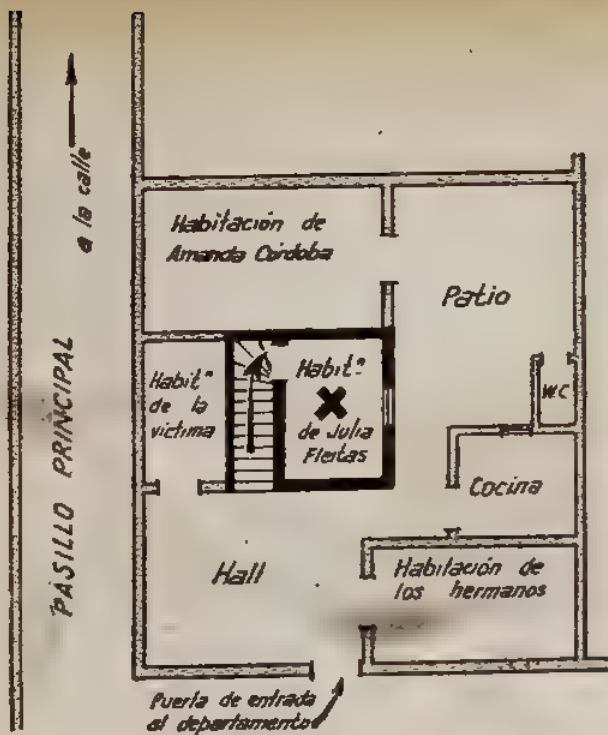 a la calle
PASILLO PRINCIPAL
Habitación de
Amanda Córdoba
Patio
Habit.n
de la
víctima
Habit.n
de Julia
Fleitas
W.C
Cocina
Hall
Habitación de
los hermanos
Puerta de entrada
al departamento